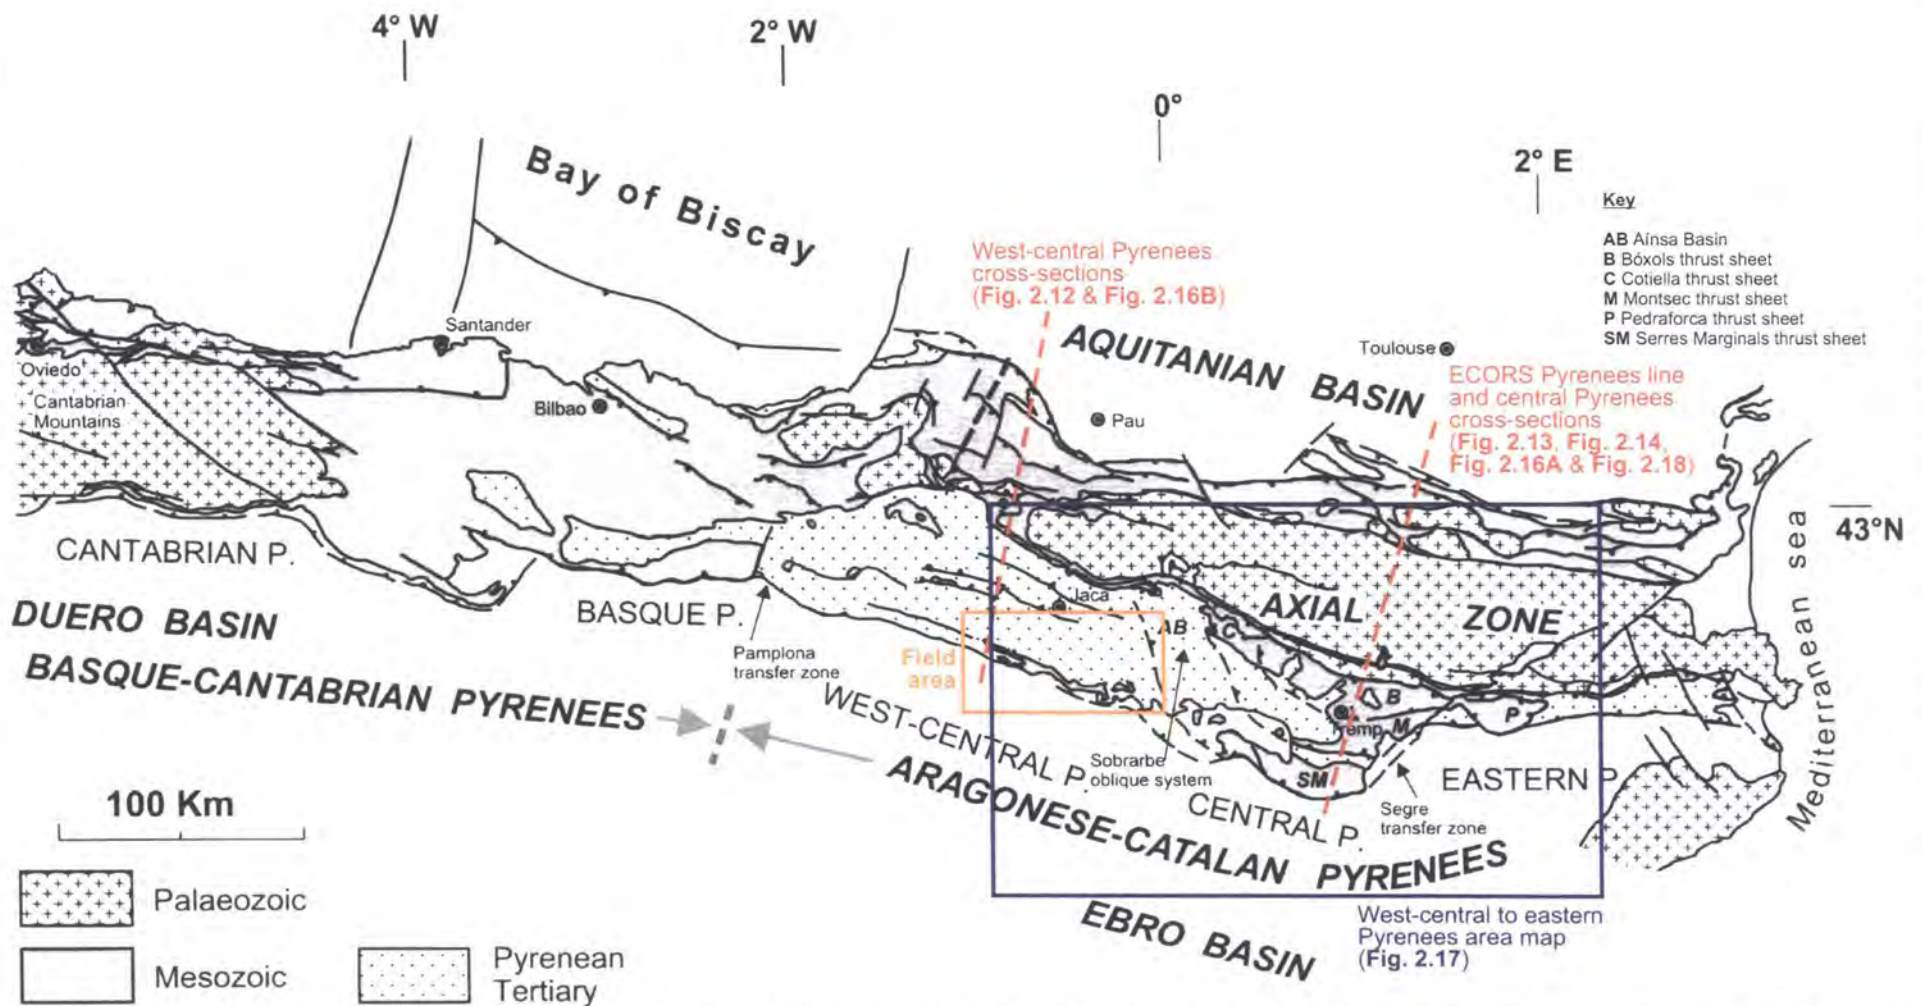 4° W
2° W
0°
2° E
Bay of Biscay
Key
AB Aínsa Basin
B Bóxols thrust sheet
C Cotiella thrust sheet
M Montsec thrust sheet
P Pedraforca thrust sheet
SM Serres Marginals thrust sheet
West-central Pyrenees
cross-sections
(Fig. 2.12 & Fig. 2.16B)
AQUITANIAN BASIN
Toulouse
ECORS Pyrenees line
and central Pyrenees
cross-sections
(Fig. 2.13, Fig. 2.14,
Fig. 2.16A & Fig. 2.18)
Santander
Oviedo
Cantabrian
Mountains
Bilbao
Pau
43°N
Mediterranean sea
CANTABRIAN P.
DUERO BASIN
BASQUE P.
Jaca
AXIAL ZONE
AB
C
Field
area
Pamplona
transfer zone
BASQUE-CANTABRIAN PYRENEES
WEST-CENTRAL P.
B
M
P
SM
Sobrarbe
oblique system
EASTERN P
CENTRAL P.
Segre
transfer zone
ARAGONESE-CATALAN PYRENEES
EBRO BASIN
West-central to eastern
Pyrenees area map
(Fig. 2.17)
100 Km
Palaeozoic
Mesozoic
Pyrenean
Tertiary